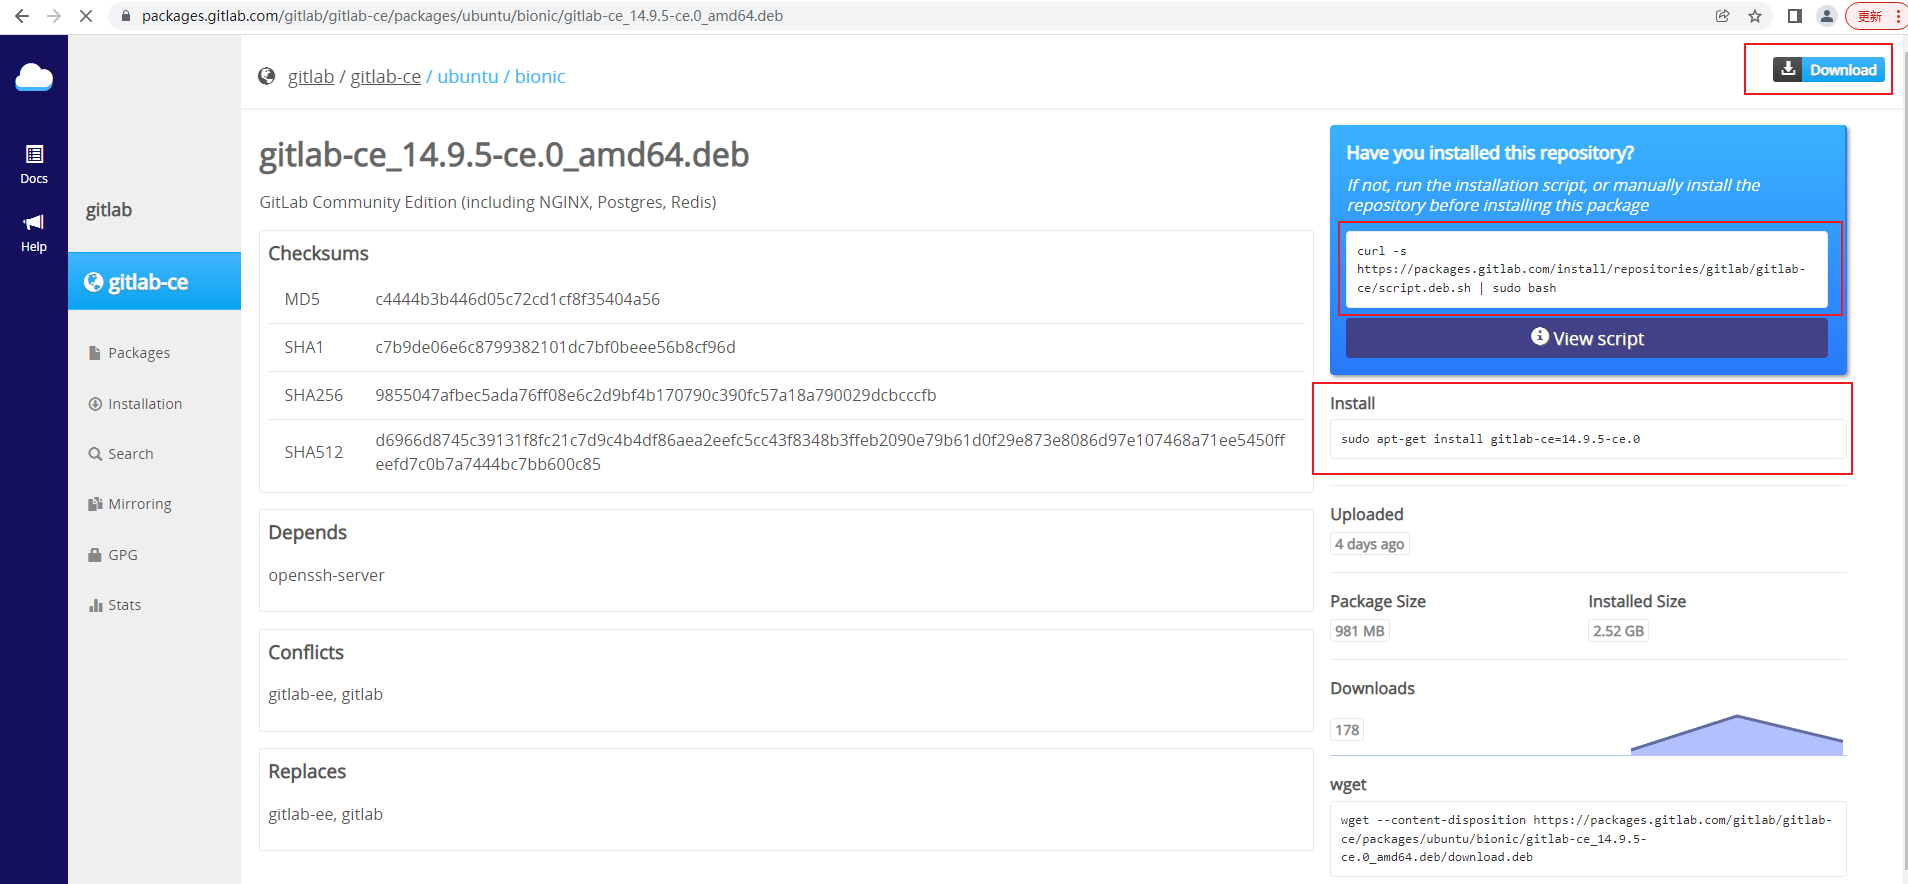 packages.gitlab.com/gitlab/gitlab-ce/packages/ubuntu/bionic/gitlab-ce_14.9.5-ce.0_amd64.deb
更新
Docs
Help
gitlab
gitlab-ce
Packages
Installation
Search
Mirroring
GPG
Stats
gitlab / gitlab-ce / ubuntu / bionic
Download
gitlab-ce_14.9.5-ce.0_amd64.deb
GitLab Community Edition (including NGINX, Postgres, Redis)
Checksums
MD5 c4444b3b446d05c72cd1cf8f35404a56
SHA1 c7b9de06e6c8799382101dc7bf0beee56b8cf96d
SHA256 9855047afbec5ada76ff08e6c2d9bf4b170790c390fc57a18a790029dcbcccfb
SHA512 d6966d8745c39131f8fc21c7d9c4b4df86aea2eefc5cc43f8348b3ffeb2090e79b61d0f29e873e8086d97e107468a71ee5450ff
eefd7c0b7a7444bc7bb600c85
Depends
openssh-server
Conflicts
gitlab-ee, gitlab
Replaces
gitlab-ee, gitlab
Have you installed this repository?
If not, run the installation script, or manually install the
repository before installing this package
curl -s
https://packages.gitlab.com/install/repositories/gitlab/gitlab-
ce/script.deb.sh | sudo bash
View script
Install
sudo apt-get install gitlab-ce=14.9.5-ce.0
Uploaded
4 days ago
Package Size Installed Size
981 MB 2.52 GB
Downloads
178
wget
wget --content-disposition https://packages.gitlab.com/gitlab/gitlab-
ce/packages/ubuntu/bionic/gitlab-ce_14.9.5-
ce.0_amd64.deb/download.deb